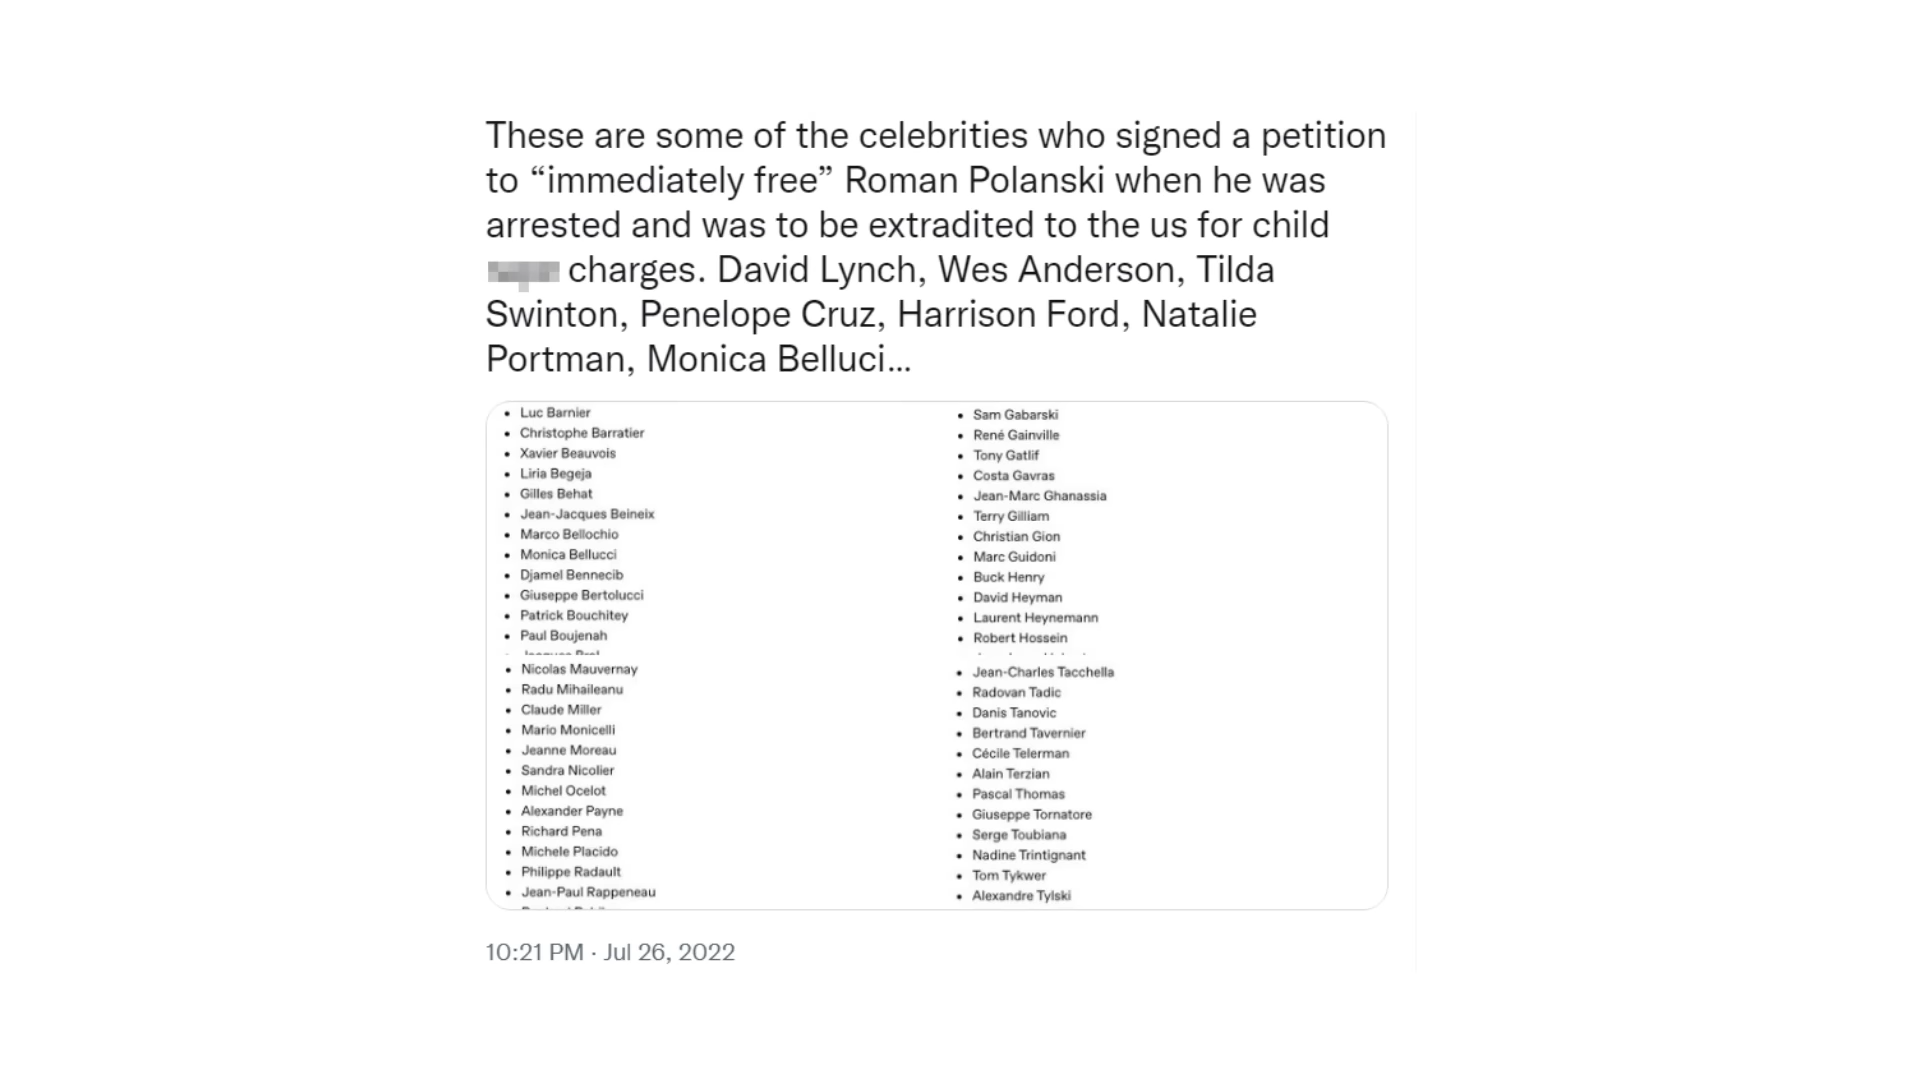 These are some of the celebrities who signed a petition
to “immediately free” Roman Polanski when he was
arrested and was to be extradited to the us for child
charges. David Lynch, Wes Anderson, Tilda
Swinton, Penelope Cruz, Harrison Ford, Natalie
Portman, Monica Belluci...
• Luc Barnier
• Christophe Barratier
• Xavier Beauvois
• Liria Begeja
• Gilles Behat
• Jean-Jacques Beineix
• Marco Bellochio
• Monica Bellucci
• Djamel Bennecib
• Giuseppe Bertolucci
• Patrick Bouchitey
• Paul Boujenah
• Sam Gabarski
• René Gainville
• Tony Gatlif
• Costa Gavras
• Jean-Marc Ghanassia
• Terry Gilliam
• Christian Gion
• Marc Guidoni
• Buck Henry
• David Heyman
• Laurent Heynemann
• Robert Hossein
• Nicolas Mauvernay
• Radu Mihaileanu
• Claude Miller
• Mario Monicelli
• Jeanne Moreau
• Sandra Nicolier
• Michel Ocelot
• Alexander Payne
• Richard Pena
• Michele Placido
• Philippe Radault
• Jean-Paul Rappeneau
• Jean-Charles Tacchella
• Radovan Tadic
• Danis Tanovic
• Bertrand Tavernier
• Cécile Telerman
• Alain Terzian
• Pascal Thomas
• Giuseppe Tornatore
• Serge Toubiana
• Nadine Trintignant
• Tom Tykwer
• Alexandre Tylski
10:21 PM · Jul 26, 2022